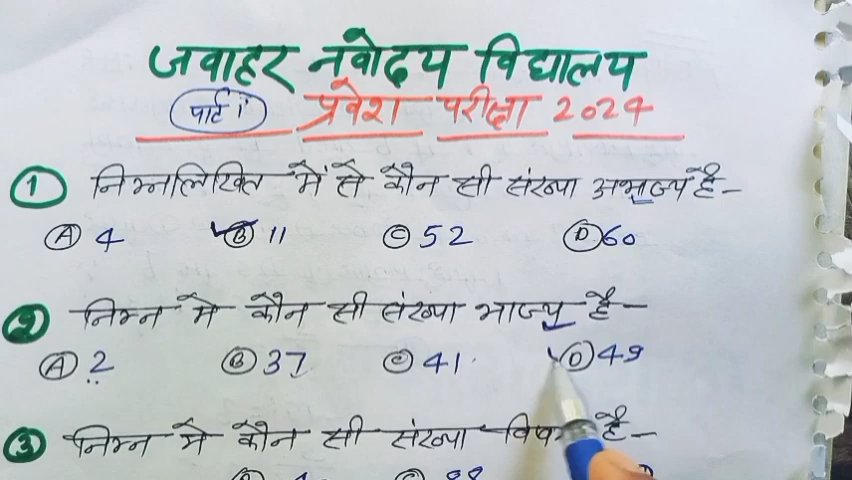 जवाहर नवोदय विद्यालय
पार्ट 1 प्रवेश परीक्षा 2024
1 निम्नलिखित में से कौन सी संख्या अभाज्य है-
A 4 B 11 C 52 D 60
2 निम्न मे कौन सी संख्या भाज्य है-
A 2 B 37 C 41 D 49
3 निम्न मे कौन सी संख्या है-